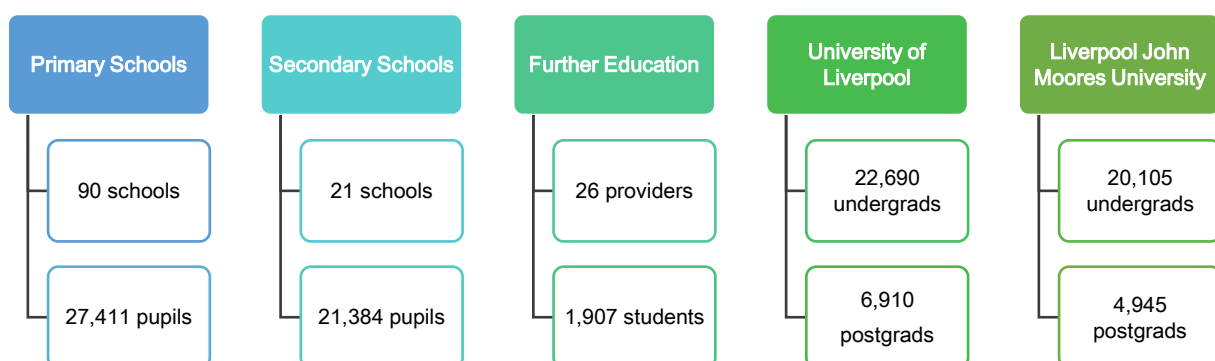 Primary Schools
90 schools
27,411 pupils
Secondary Schools
21 schools
21,384 pupils
Further Education
26 providers
1,907 students
University of
Liverpool
22,690
undergrads
6,910
postgrads
Liverpool John
Moores University
20,105
undergrads
4,945
postgrads